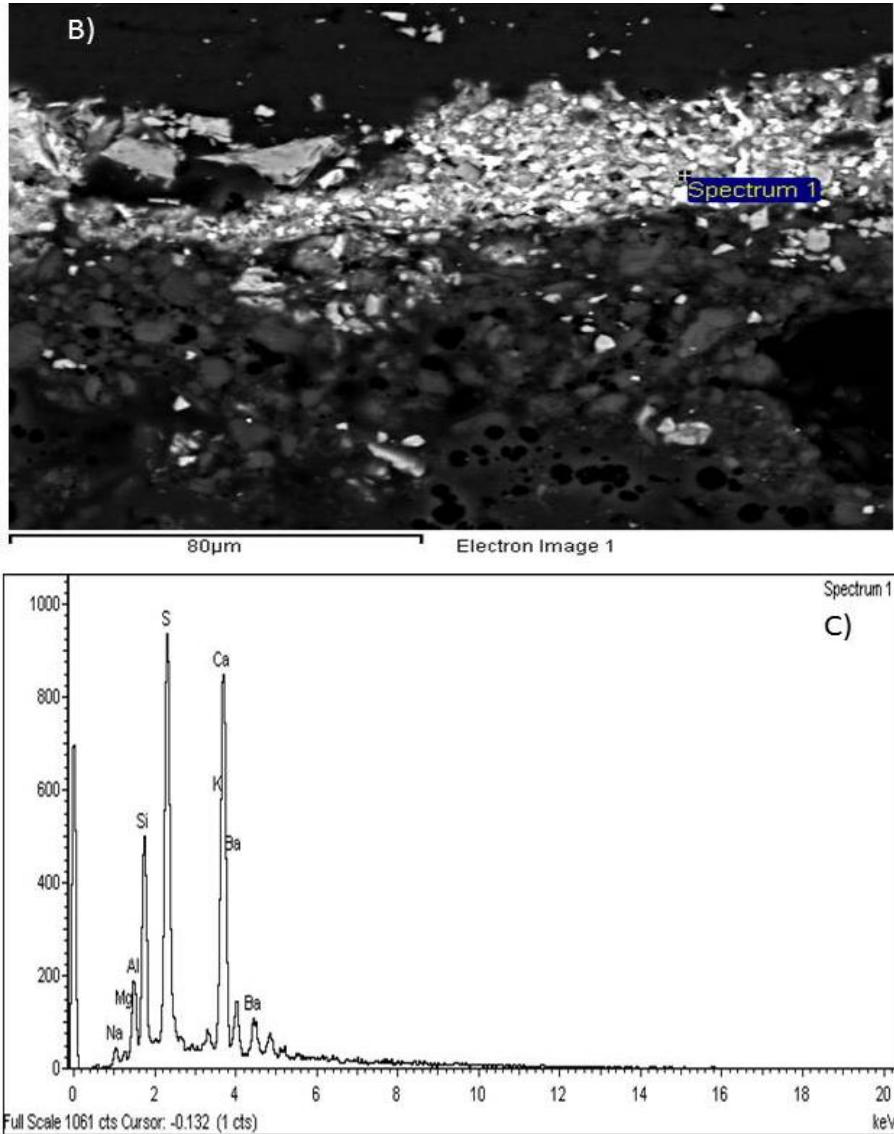 B)
Spectrum 1
80µm Electron Image 1
Spectrum 1
C)
1000
800
600
400
200
0
S
Ca
K
Si
Ba
Al
Mg
Ba
Na
0 2 4 6 8 10 12 14 16 18 20
Full Scale 1061 cts Cursor: -0.132 (1 cts) keV